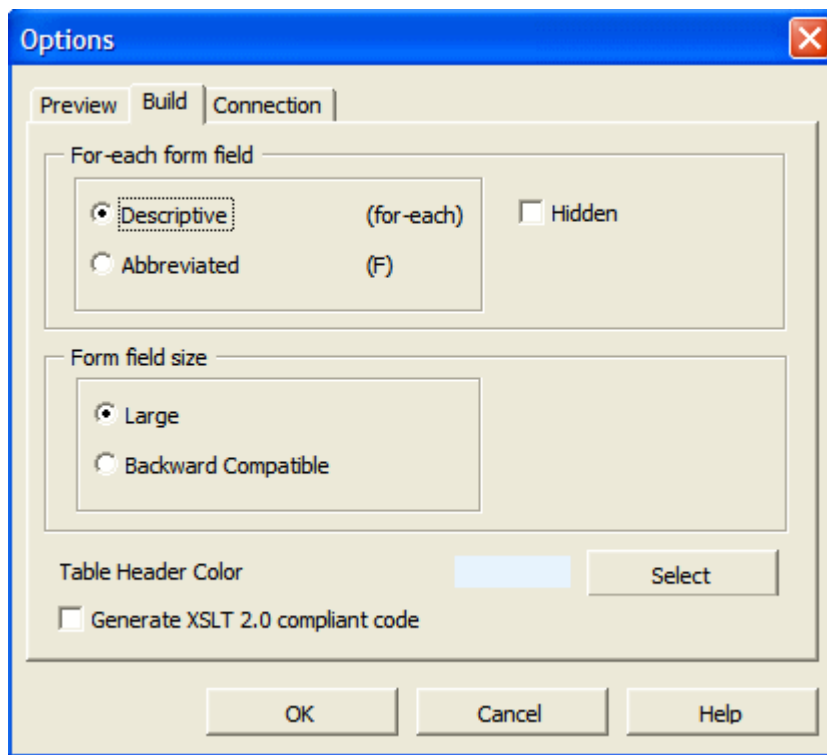 Options
Preview Build Connection
For-each form field
Descriptive (for-each) Hidden
Abbreviated (F)
Form field size
Large
Backward Compatible
Table Header Color Select
Generate XSLT 2.0 compliant code
OK Cancel Help